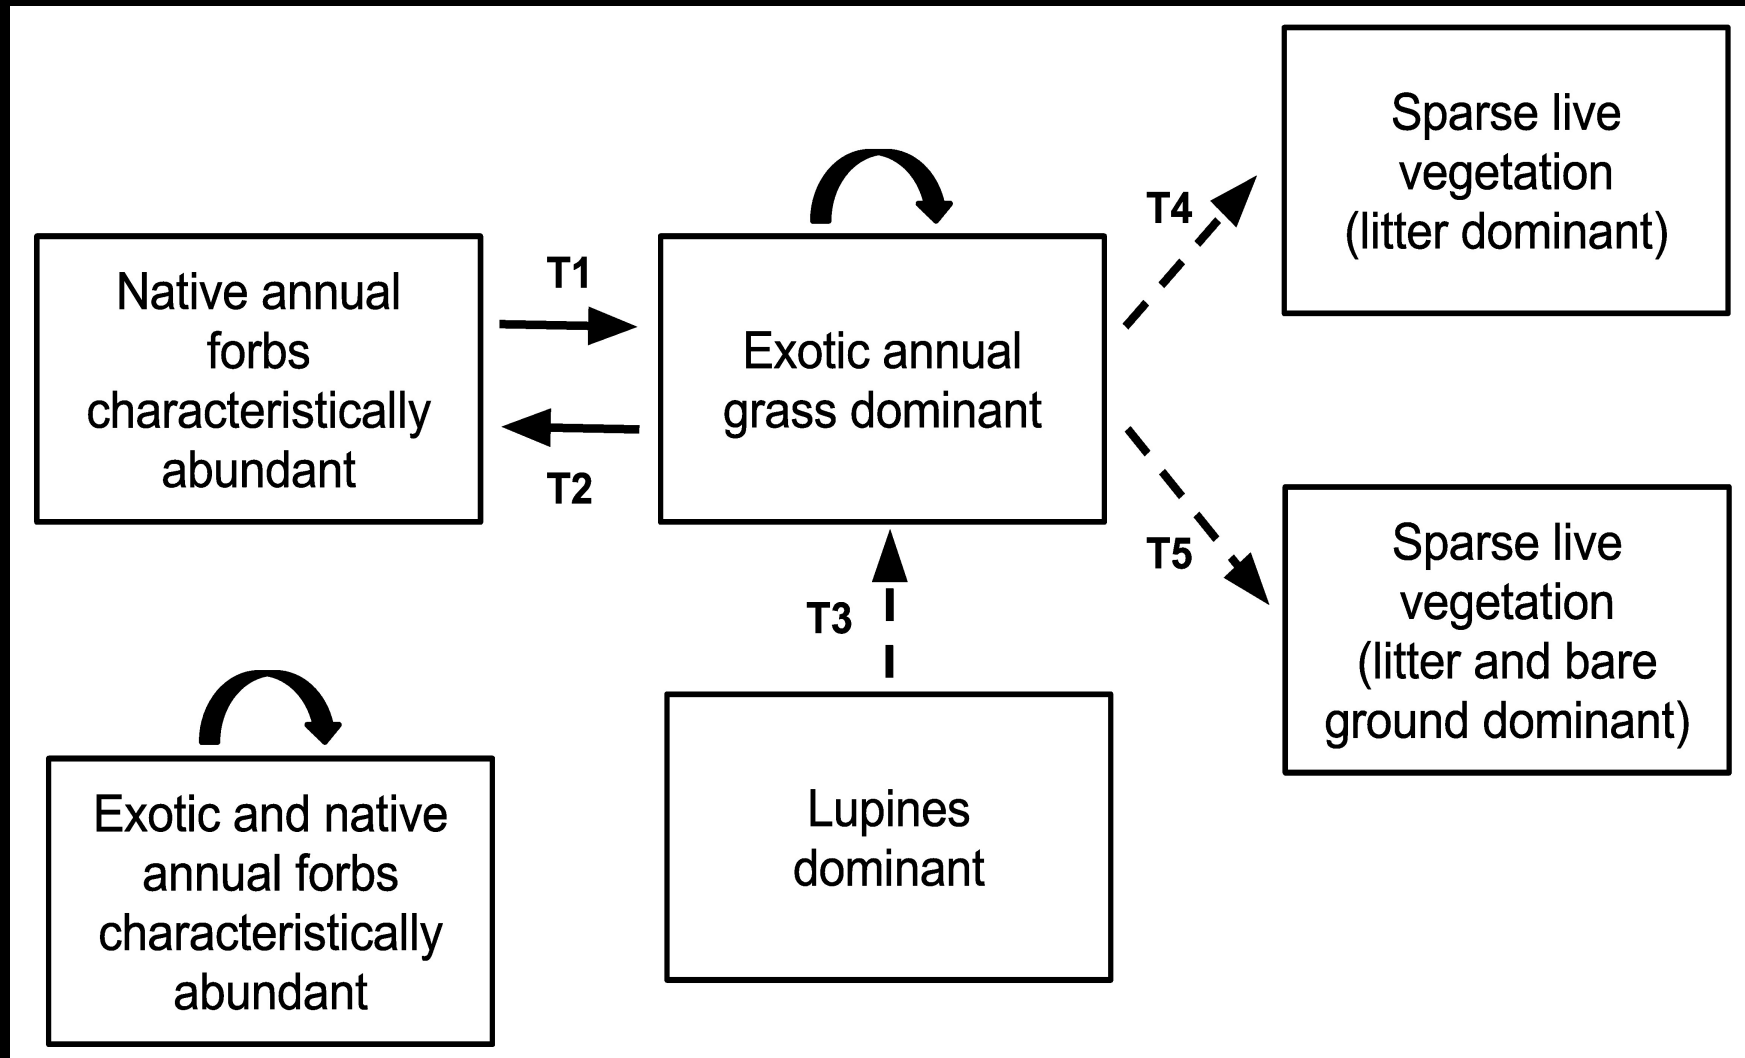 Native annual
forbs
characteristically
abundant
T1
T2
Exotic annual
grass dominant
T4
Sparse live
vegetation
(litter dominant)
T5
Sparse live
vegetation
(litter and bare
ground dominant)
T3
Exotic and native
annual forbs
characteristically
abundant
Lupines
dominant